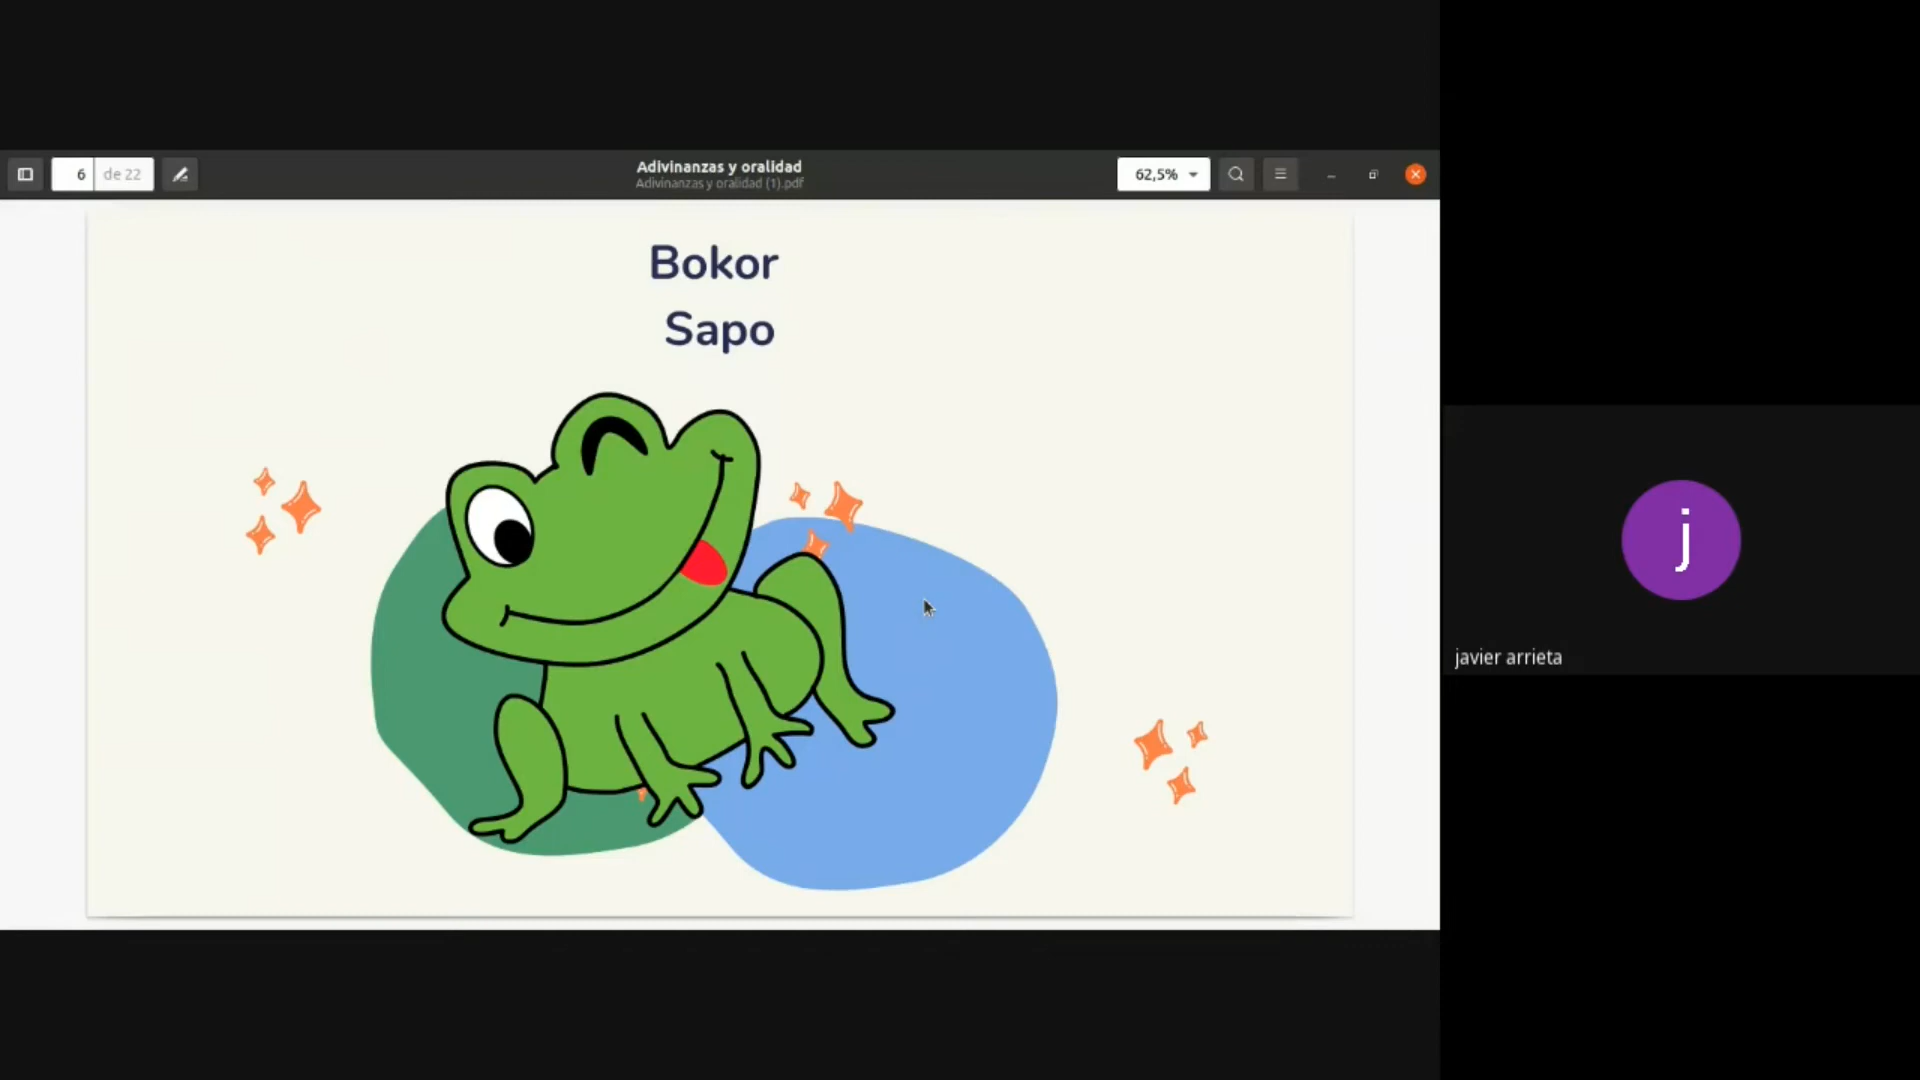 6 de 22
Adivinanzas y oralidad
Adivinanzas y oralidad (1).pdf
62,5%
Bokor
Sapo
j
javier arrieta